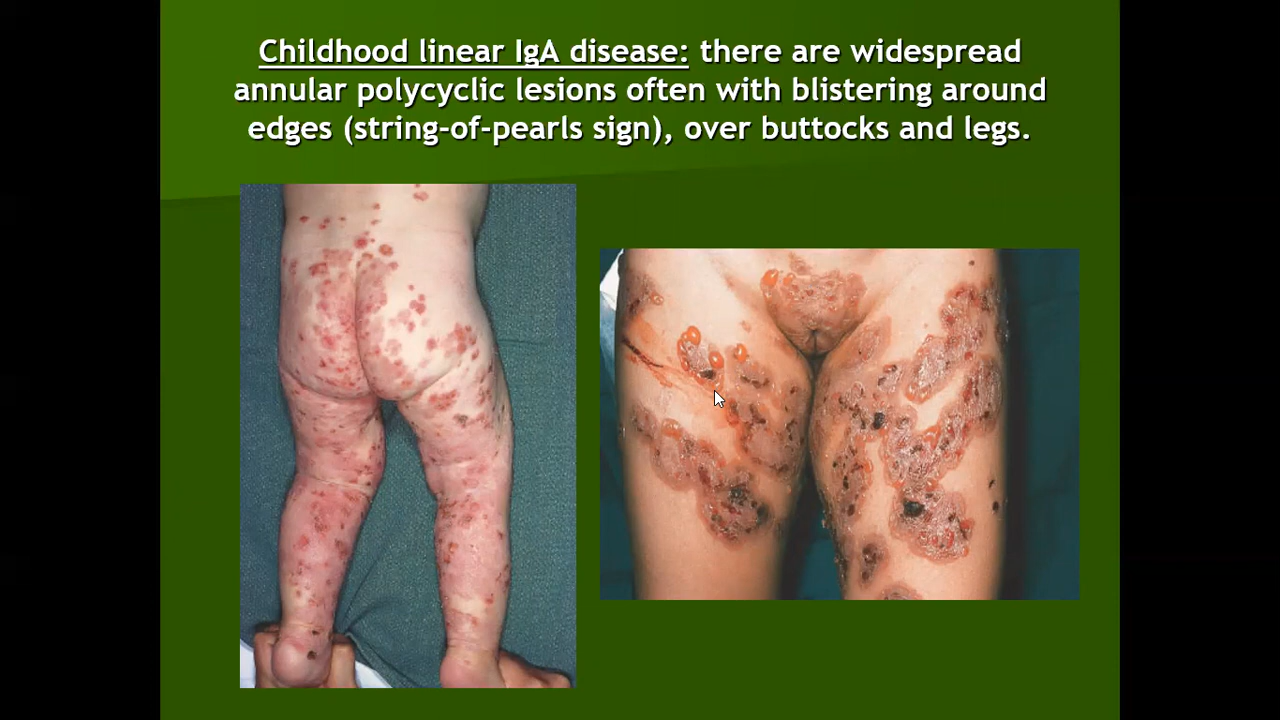 Childhood linear IgA disease: there are widespread
annular polycyclic lesions often with blistering around
edges (string-of-pearls sign), over buttocks and legs.